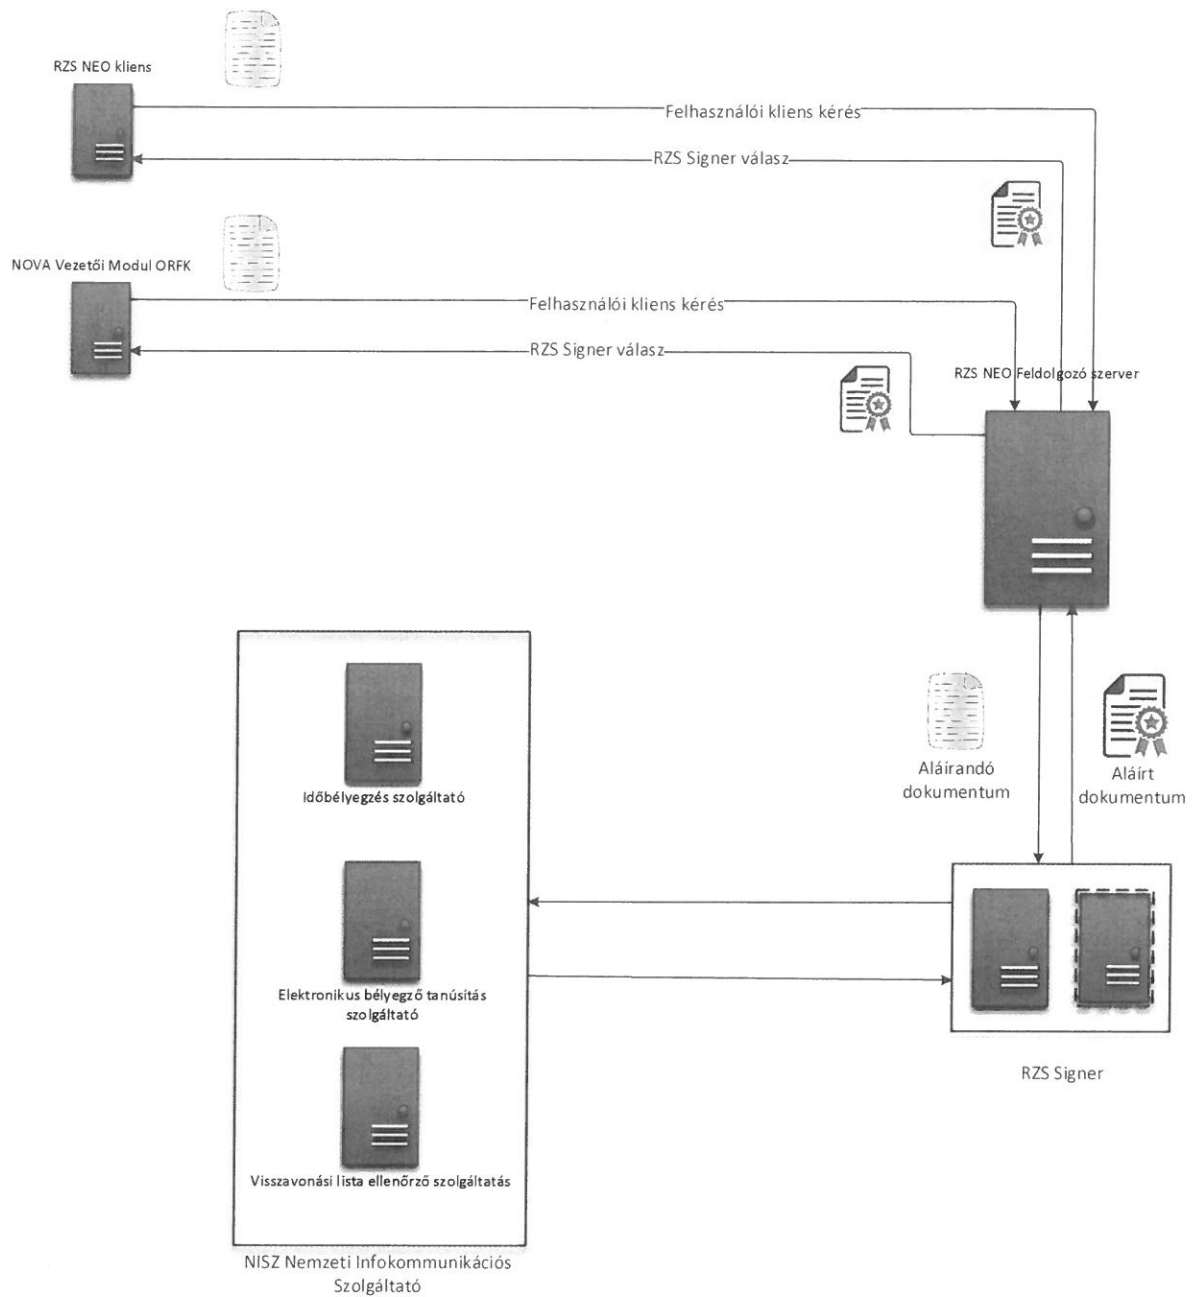 RZS NEO kliens
Felhasználói kliens kérés
RZS Signer válasz
NOVA Vezetői Modul ORFK
Felhasználói kliens kérés
RZS Signer válasz
RZS NEO Feldolgozó szerver
Aláírandó
dokumentum
Aláírt
dokumentum
Időbélyegzés szolgáltató
Elektronikus bélyegző tanúsítás
szolgáltató
Visszavonási lista ellenőrző szolgáltatás
RZS Signer
NISZ Nemzeti Infokommunikációs
Szolgáltató